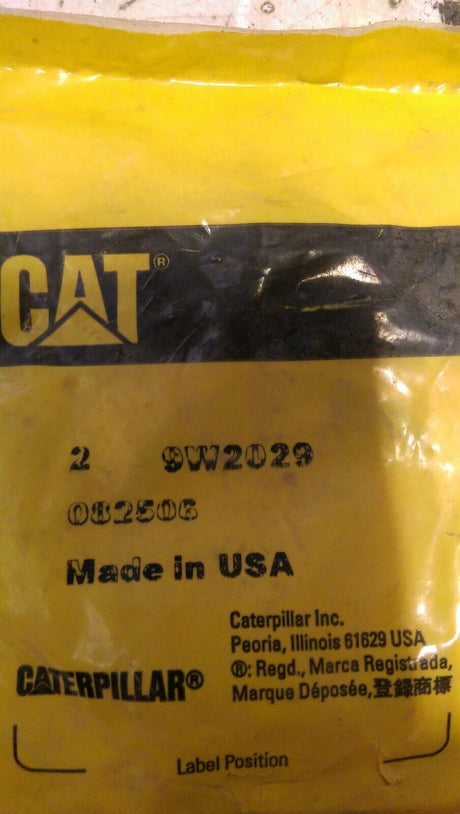 CAT®
2 9W2029
082506
Made in USA
Caterpillar Inc.
Peoria, Illinois 61629 USA
®: Regd., Marca Registrada,
CATERPILLAR® Marque Déposée,登録商標
Label Position